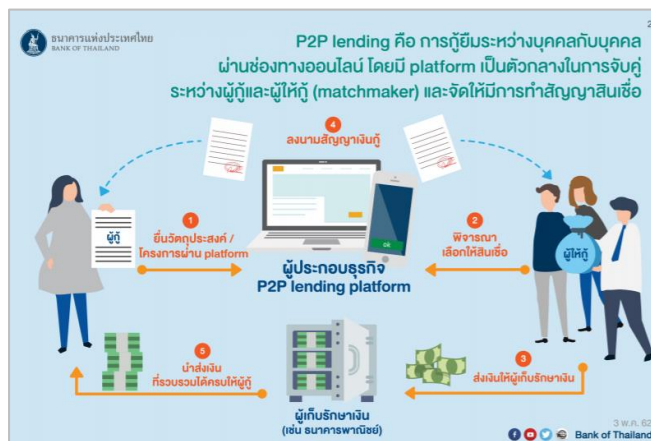 ธนาคารแห่งประเทศไทย
BANK OF THAILAND
2
P2P lending คือ การกู้ยืมระหว่างบุคคลกับบุคคล
ผ่านช่องทางออนไลน์ โดยมี platform เป็นตัวกลางในการจับคู่
ระหว่างผู้กู้และผู้ให้กู้ (matchmaker) และจัดให้มีการทำสัญญาสินเชื่อ
4
ลงนามสัญญาเงินกู้
ผู้กู้
1
ยื่นวัตถุประสงค์ /
โครงการผ่าน platform
OK
ผู้ประกอบธุรกิจ
P2P lending platform
2
พิจารณา
เลือกให้สินเชื่อ
ผู้ให้กู้
5
นำส่งเงิน
ที่รวบรวมได้ครบให้ผู้กู้
ผู้เก็บรักษาเงิน
(เช่น ธนาคารพาณิชย์)
3
ส่งเงินให้ผู้เก็บรักษาเงิน
3 พ.ค. 62
Bank of Thailand